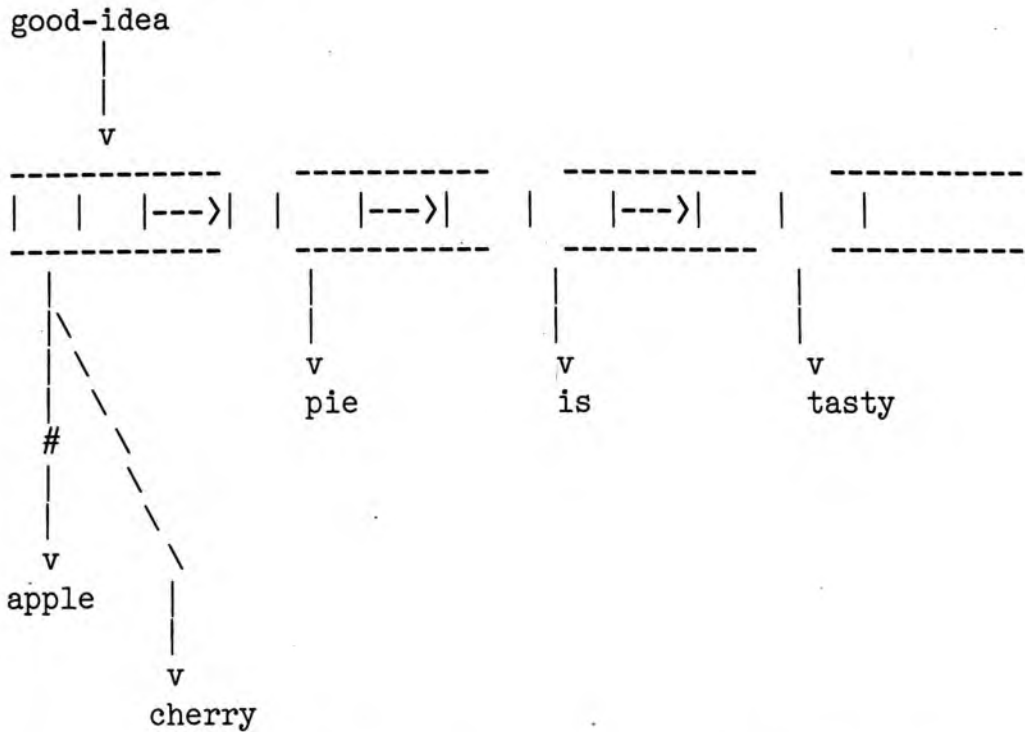 good-idea
|
|
v
---------- --------- --------- ---------
| | |--->| | |--->| | |--->| | |
---------- --------- --------- ---------
| | | |
|\ | | |
| \ v v v
| \ pie is tasty
# \
| \
| \
v \
apple |
|
v
cherry